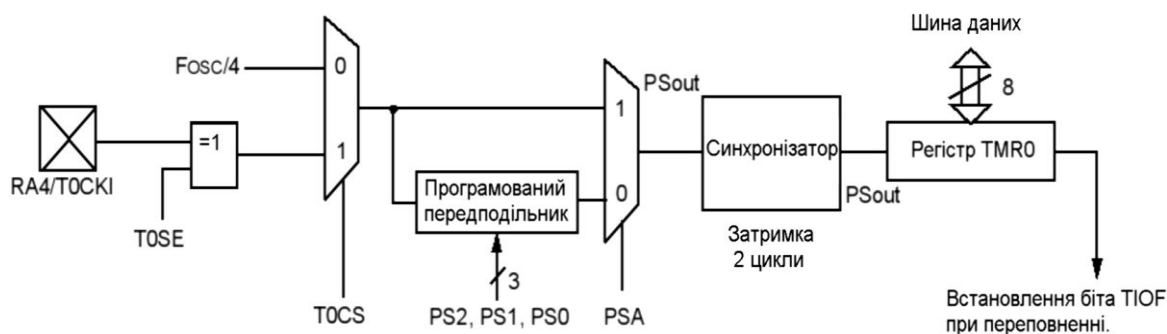 Шина даних
8
Fosc/4
0
1
=1
RA4/T0CKI
T0SE
T0CS
Програмований
передподільник
3
PS2, PS1, PS0
1
0
PSA
PSout
Синхронізатор
PSout
Затримка
2 цикли
Регістр TMR0
Встановлення біта TIOF
при переповненні.